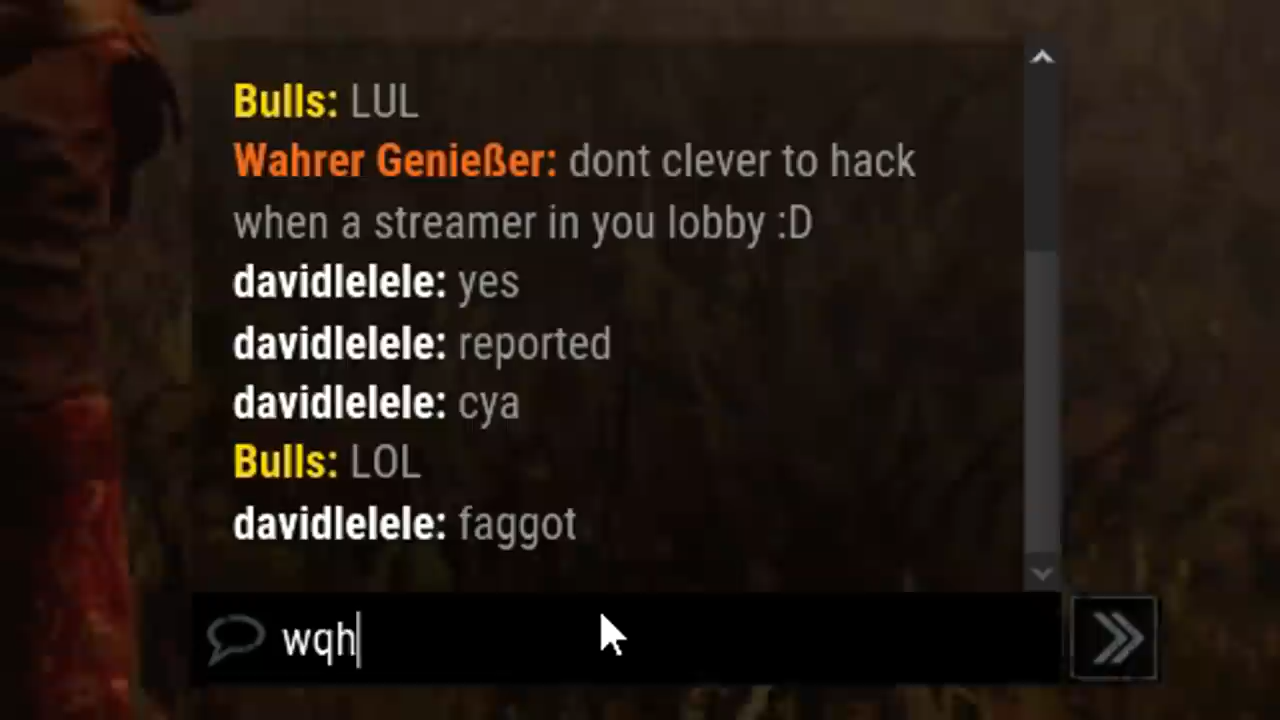 Bulls: LUL
Wahrer Genießer: dont clever to hack
when a streamer in you lobby :D
davidlelele: yes
davidlelele: reported
davidlelele: cya
Bulls: LOL
davidlelele: faggot
wqh